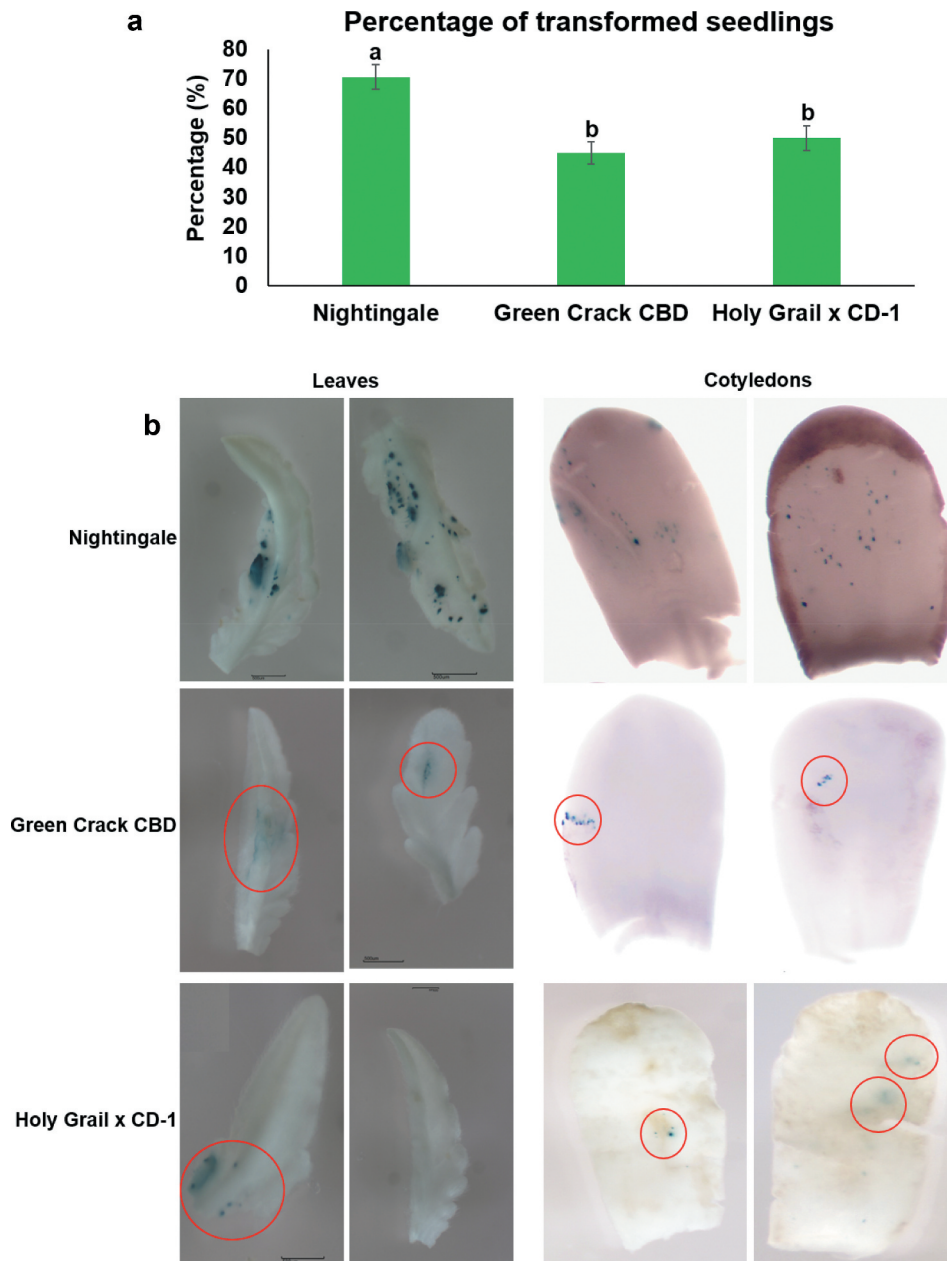 a
Percentage of transformed seedlings
Percentage (%)
80
70
60
50
40
30
20
10
0
a
b
b
Nightingale
Green Crack CBD
Holy Grail x CD-1
Leaves
Cotyledons
b
Nightingale
Green Crack CBD
Holy Grail x CD-1